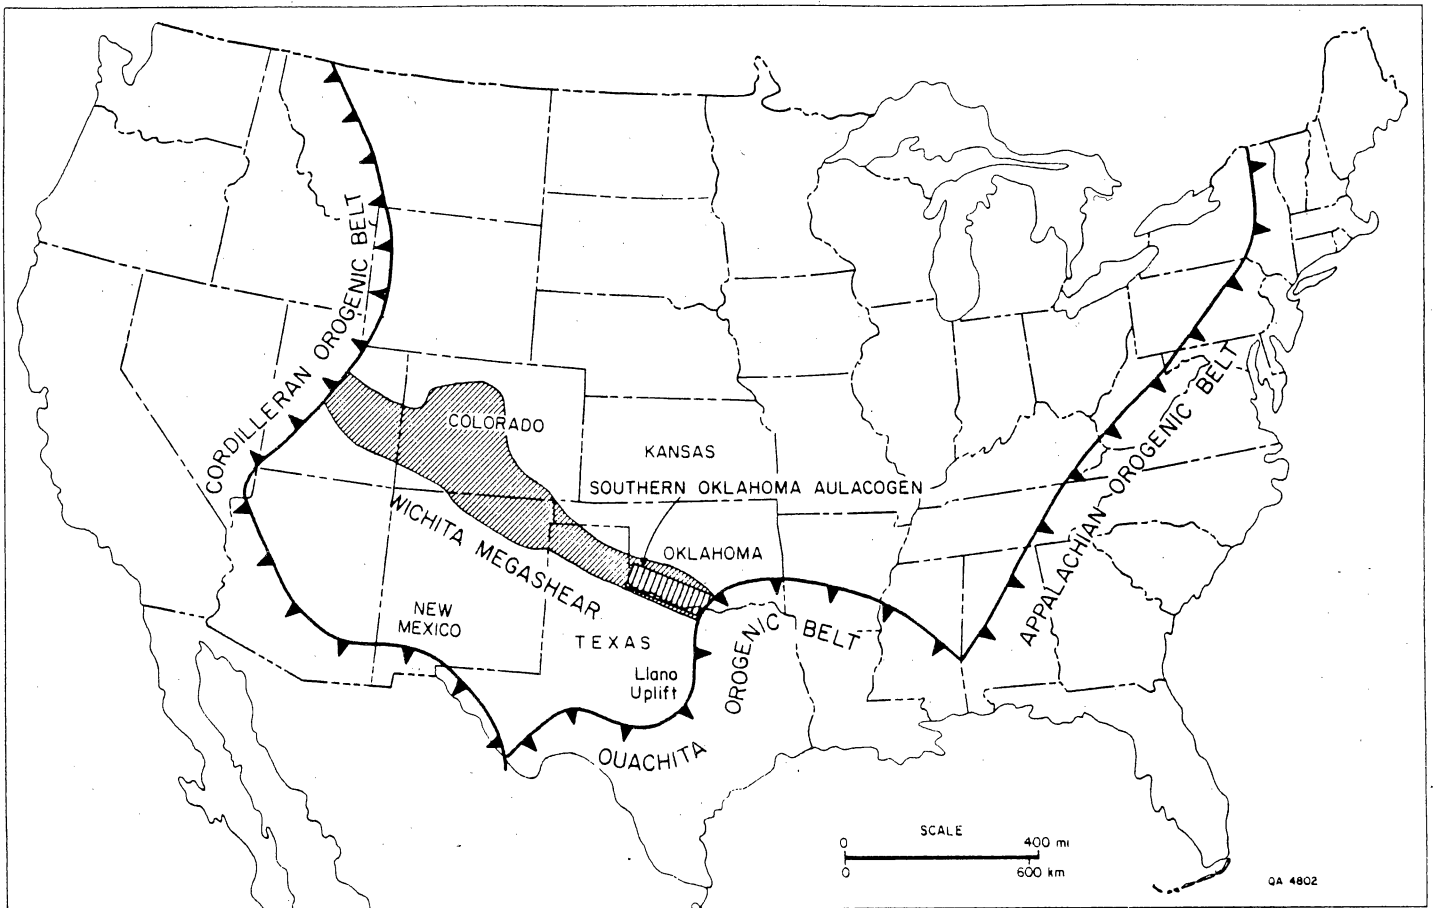 CORDILLERAN OROGENIC BELT
COLORADO
KANSAS
SOUTHERN OKLAHOMA AULACOGEN
OKLAHOMA
WICHITA MEGASHEAR
NEW
MEXICO
TEXAS
Llano
Uplift
OUACHITA
OROGENIC BELT
APPALACHIAN OROGENIC BELT
SCALE
0 400 mi
0 600 km
QA 4802